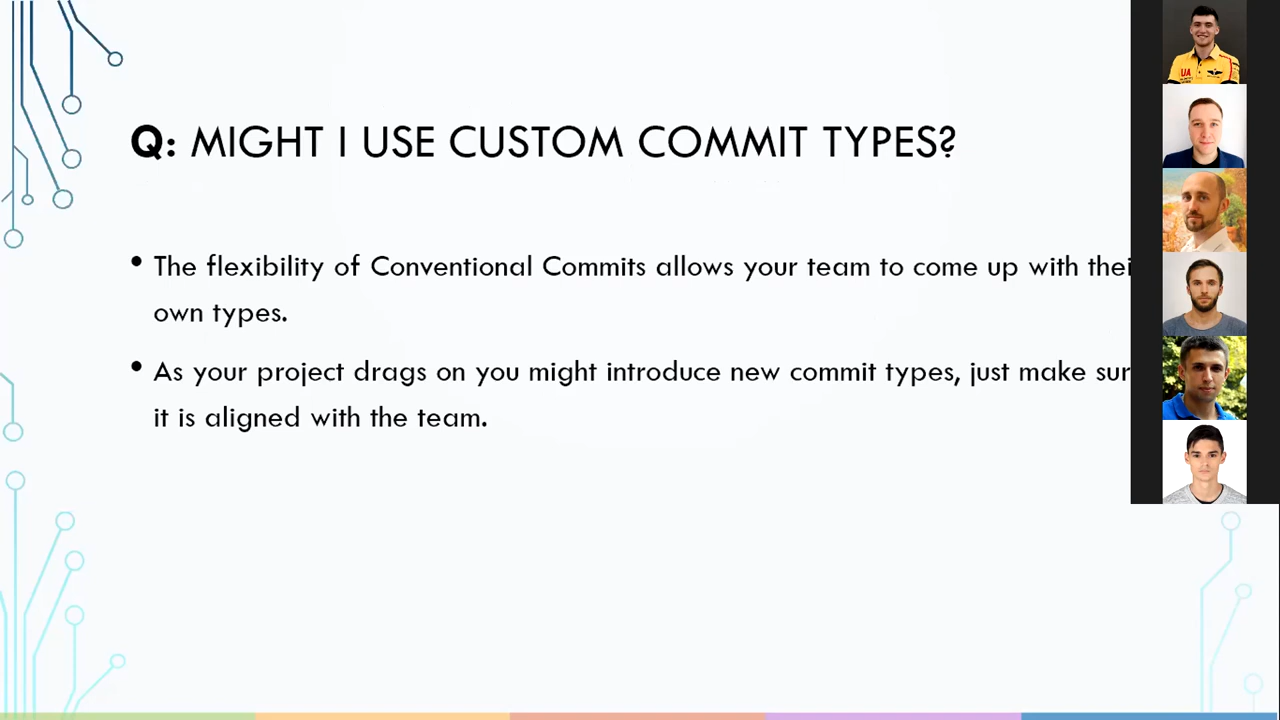 Q: MIGHT I USE CUSTOM COMMIT TYPES?
• The flexibility of Conventional Commits allows your team to come up with thei
own types.
• As your project drags on you might introduce new commit types, just make sur
it is aligned with the team.
UA